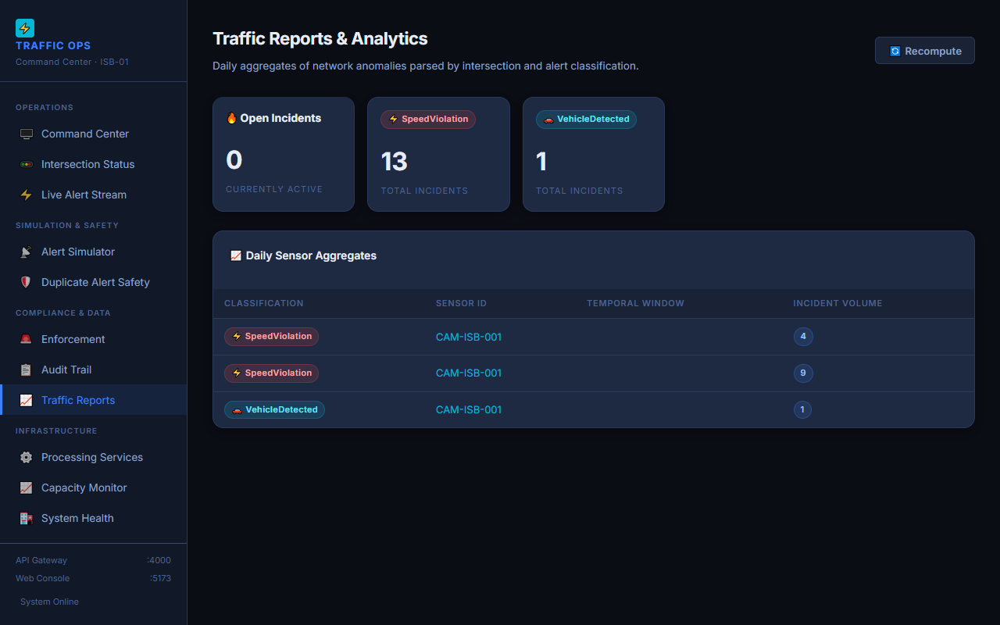 TRAFFIC OPS
Command Center · ISB-01
OPERATIONS
Command Center
Intersection Status
Live Alert Stream
SIMULATION & SAFETY
Alert Simulator
Duplicate Alert Safety
COMPLIANCE & DATA
Enforcement
Audit Trail
Traffic Reports
INFRASTRUCTURE
Processing Services
Capacity Monitor
System Health
API Gateway :4000
Web Console :5173
System Online
Traffic Reports & Analytics
Daily aggregates of network anomalies parsed by intersection and alert classification.
Recompute
Open Incidents
0
CURRENTLY ACTIVE
SpeedViolation
13
TOTAL INCIDENTS
VehicleDetected
1
TOTAL INCIDENTS
Daily Sensor Aggregates
CLASSIFICATION SENSOR ID TEMPORAL WINDOW INCIDENT VOLUME
SpeedViolation CAM-ISB-001 4
SpeedViolation CAM-ISB-001 9
VehicleDetected CAM-ISB-001 1